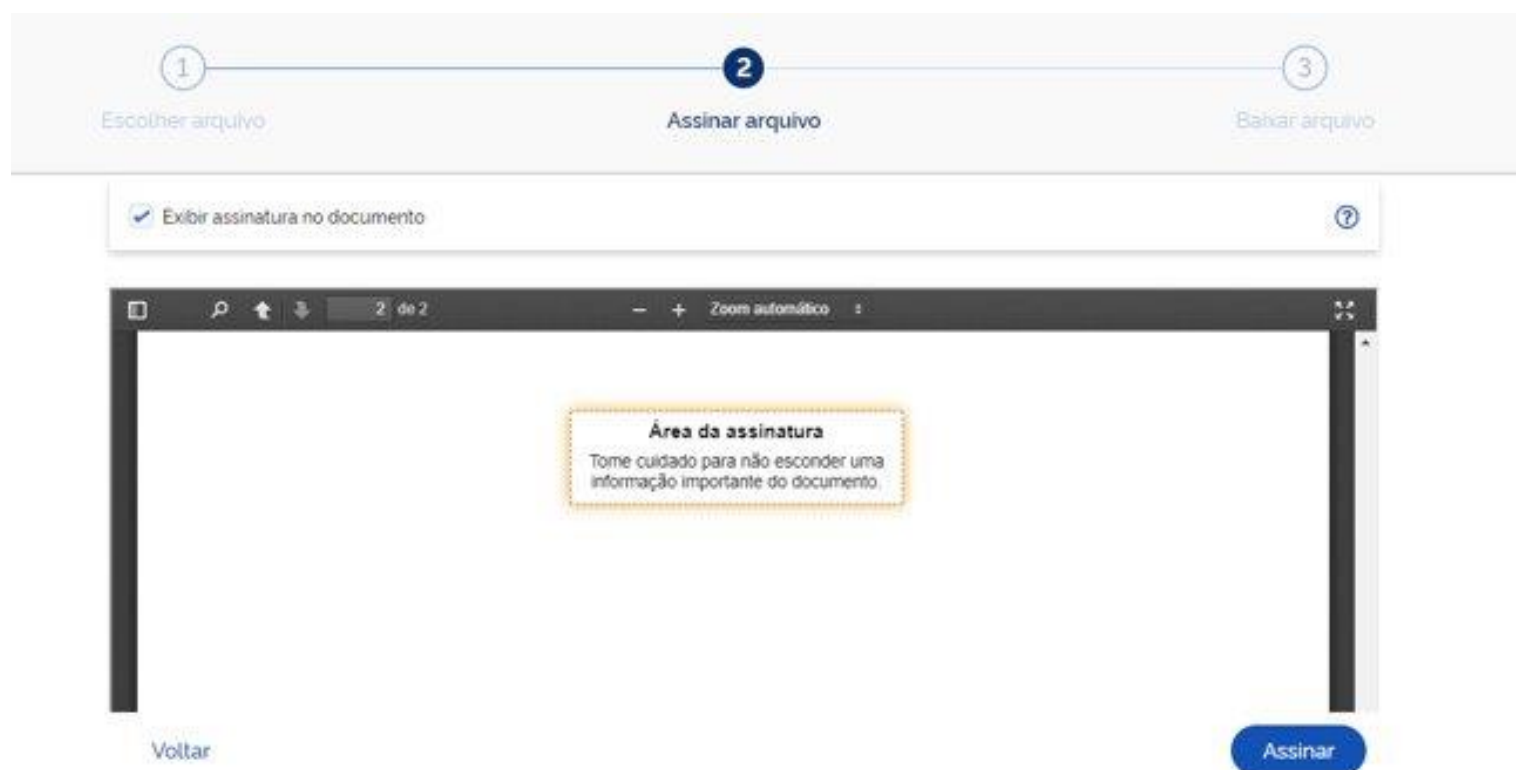 1
2
3
Escolher arquivo
Assinar arquivo
Baixar arquivo
Exibir assinatura no documento
?
2 de 2
Zoom automático
Área da assinatura
Tome cuidado para não esconder uma
informação importante do documento.
Voltar
Assinar